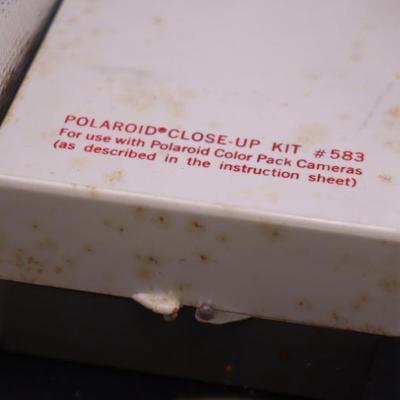 POLAROID® CLOSE-UP KIT #583
For use with Polaroid Color Pack Cameras
(as described in the instruction sheet)